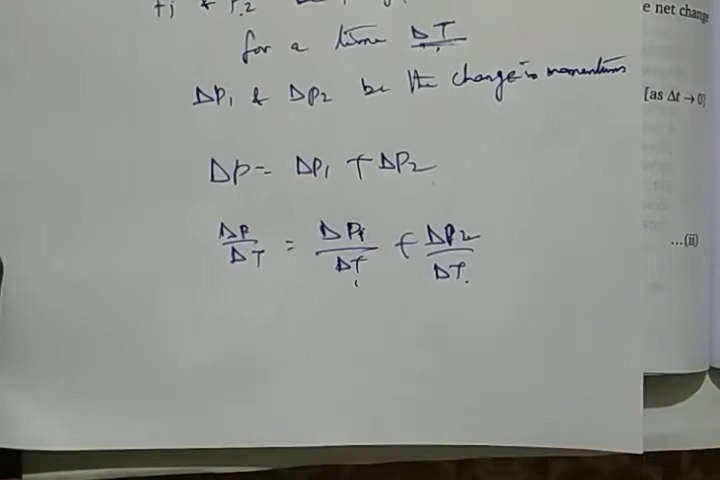 for a time ΔT
ΔP1 & ΔP2 be the change in momentum
ΔP = ΔP1 + ΔP2
ΔP/ΔT = ΔP1/ΔT + ΔP2/ΔT
e net change
[as Δt → 0]
...(ii)